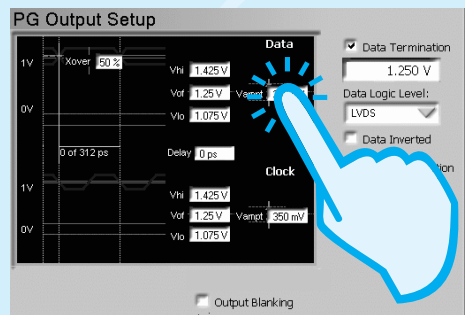 PG Output Setup
Data
Data Termination
1V
Xover 50 %
Vhi 1.425 V
1.250 V
Vof 1.25 V
Vampt
Data Logic Level:
0V
Vlo 1.075 V
LVDS
Data Inverted
0 of 312 ps
Delay 0 ps
Clock
1V
Vhi 1.425 V
Vof 1.25 V
Vampt 350 mV
0V
Vlo 1.075 V
Output Blanking